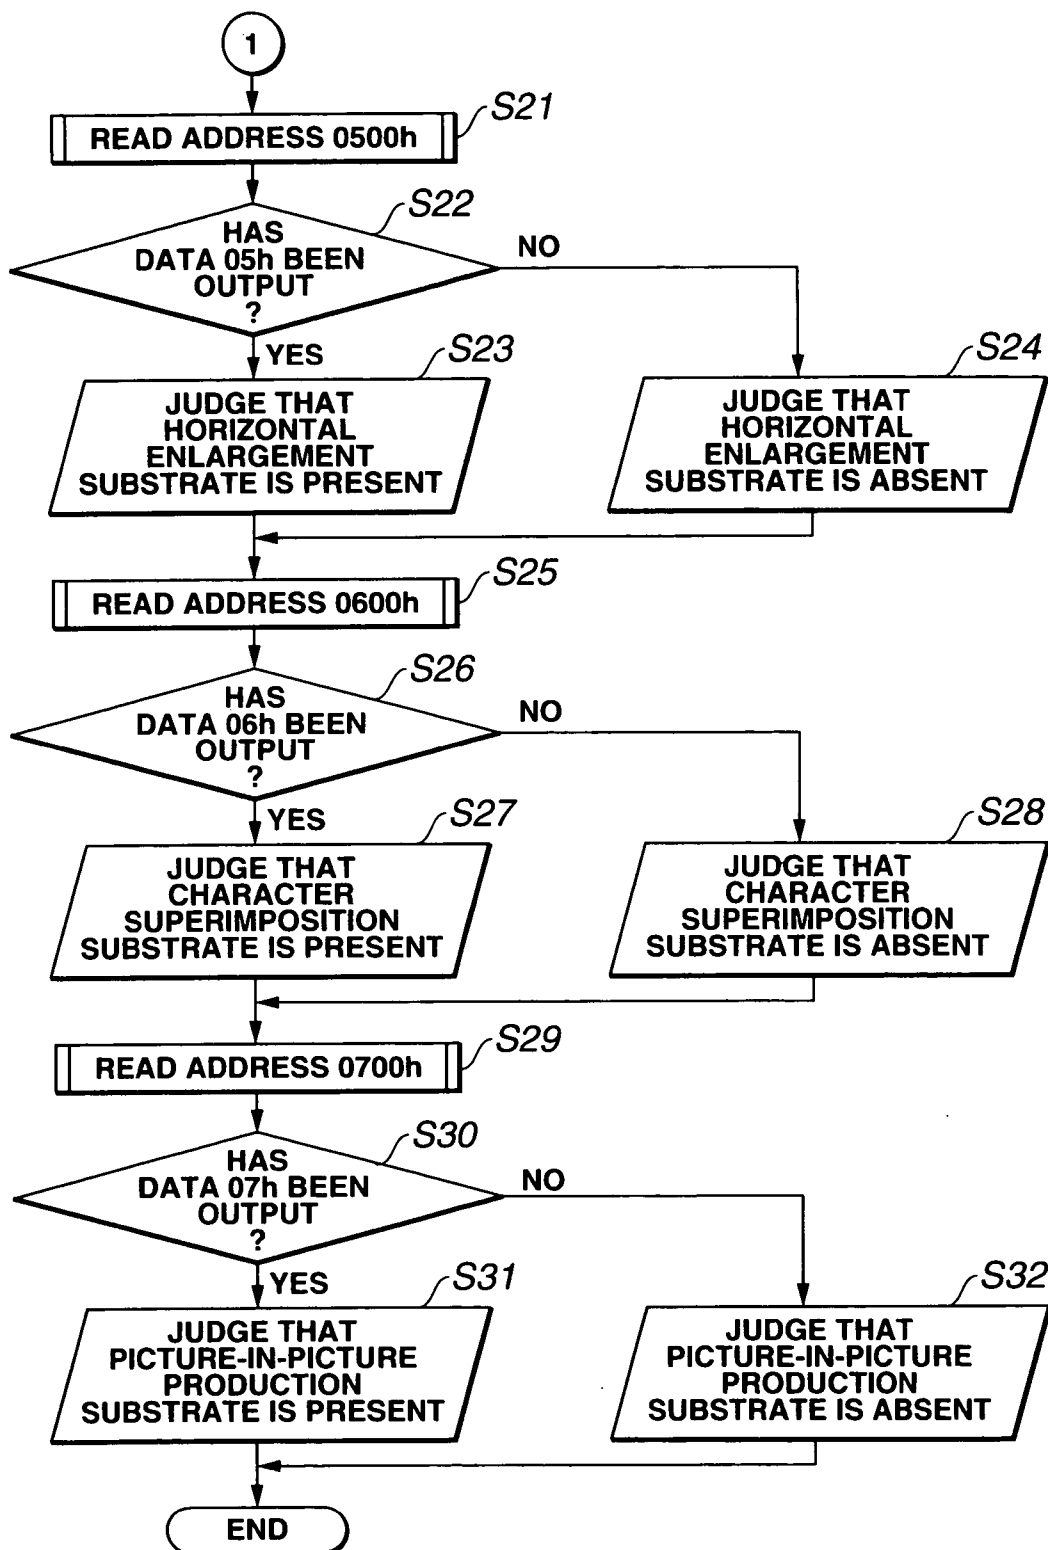 1
READ ADDRESS 0500h
S21
HAS
DATA 05h BEEN
OUTPUT
?
S22
NO
YES
JUDGE THAT
HORIZONTAL
ENLARGEMENT
SUBSTRATE IS PRESENT
S23
JUDGE THAT
HORIZONTAL
ENLARGEMENT
SUBSTRATE IS ABSENT
S24
READ ADDRESS 0600h
S25
HAS
DATA 06h BEEN
OUTPUT
?
S26
NO
YES
JUDGE THAT
CHARACTER
SUPERIMPOSITION
SUBSTRATE IS PRESENT
S27
JUDGE THAT
CHARACTER
SUPERIMPOSITION
SUBSTRATE IS ABSENT
S28
READ ADDRESS 0700h
S29
HAS
DATA 07h BEEN
OUTPUT
?
S30
NO
YES
JUDGE THAT
PICTURE-IN-PICTURE
PRODUCTION
SUBSTRATE IS PRESENT
S31
JUDGE THAT
PICTURE-IN-PICTURE
PRODUCTION
SUBSTRATE IS ABSENT
S32
END